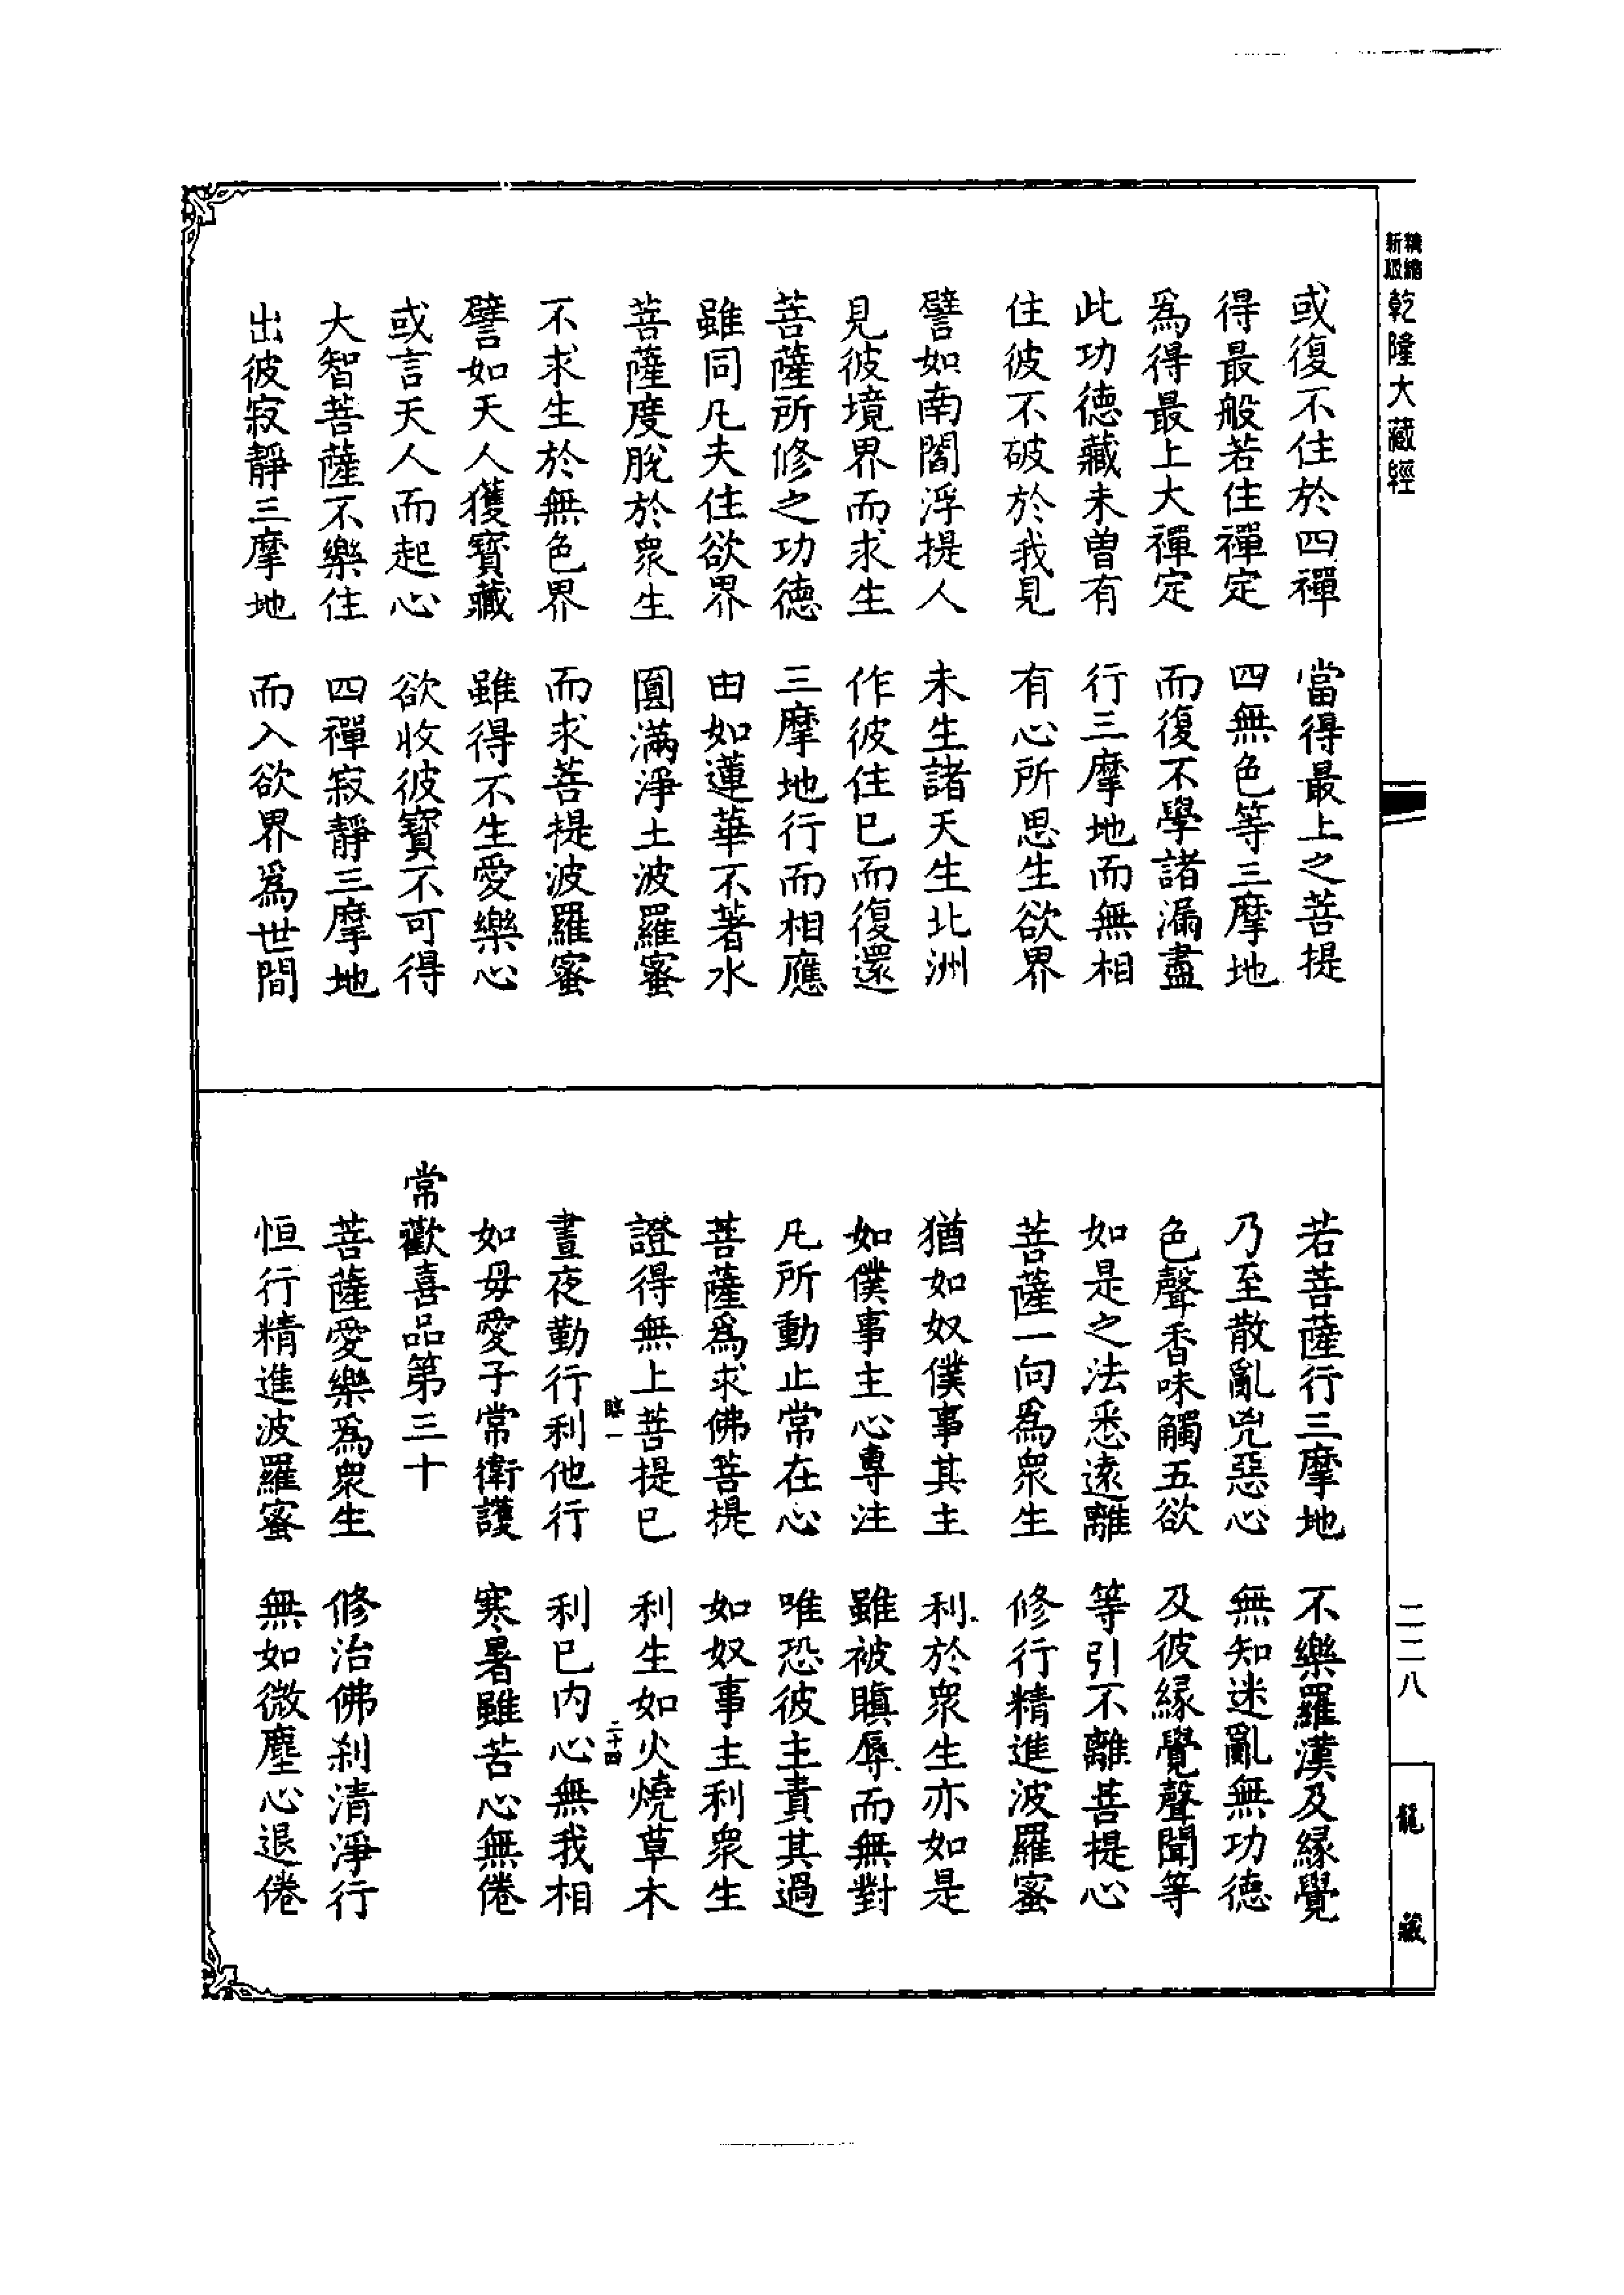 精縮新版乾隆大藏經
或復不住於四禪　當得最上之菩提
得最般若住禪定　四無色等三摩地
爲得最上大禪定　而復不學諸漏盡
此功德藏未曾有　行三摩地而無相
住彼不破於我見　有心所思生欲界
譬如南閻浮提人　未生諸天生北洲
見彼境界而求生　作彼住已而復還
菩薩所修之功德　三摩地行而相應
雖同凡夫住欲界　由如蓮華不著水
菩薩度脫於衆生　圓滿淨土波羅蜜
不求生於無色界　而求菩提波羅蜜
譬如天人獲寶藏　雖得不生愛樂心
或言天人而起心　欲收彼寶不可得
大智菩薩不樂住　四禪寂靜三摩地
出彼寂靜三摩地　而入欲界爲世間
若菩薩行三摩地　不樂羅漢及緣覺
乃至散亂兇惡心　無知迷亂無功德
色聲香味觸五欲　及彼緣覺聲聞等
如是之法悉遠離　等引不離菩提心
菩薩一向爲衆生　修行精進波羅蜜
猶如奴僕事其主　利於衆生亦如是
如僕事主心專注　雖被瞋辱而無對
凡所動止常在心　唯恐彼主責其過
菩薩爲求佛菩提　如奴事主利衆生
證得無上菩提已　利生如火燒草木
晝夜勤行利他行　利已內心無我相
如母愛子常衛護　寒暑雖苦心無倦
常歡喜品第三十
菩薩愛樂爲衆生　修治佛刹清淨行
恒行精進波羅蜜　無如微塵心退倦
二十四
二二八
龍藏